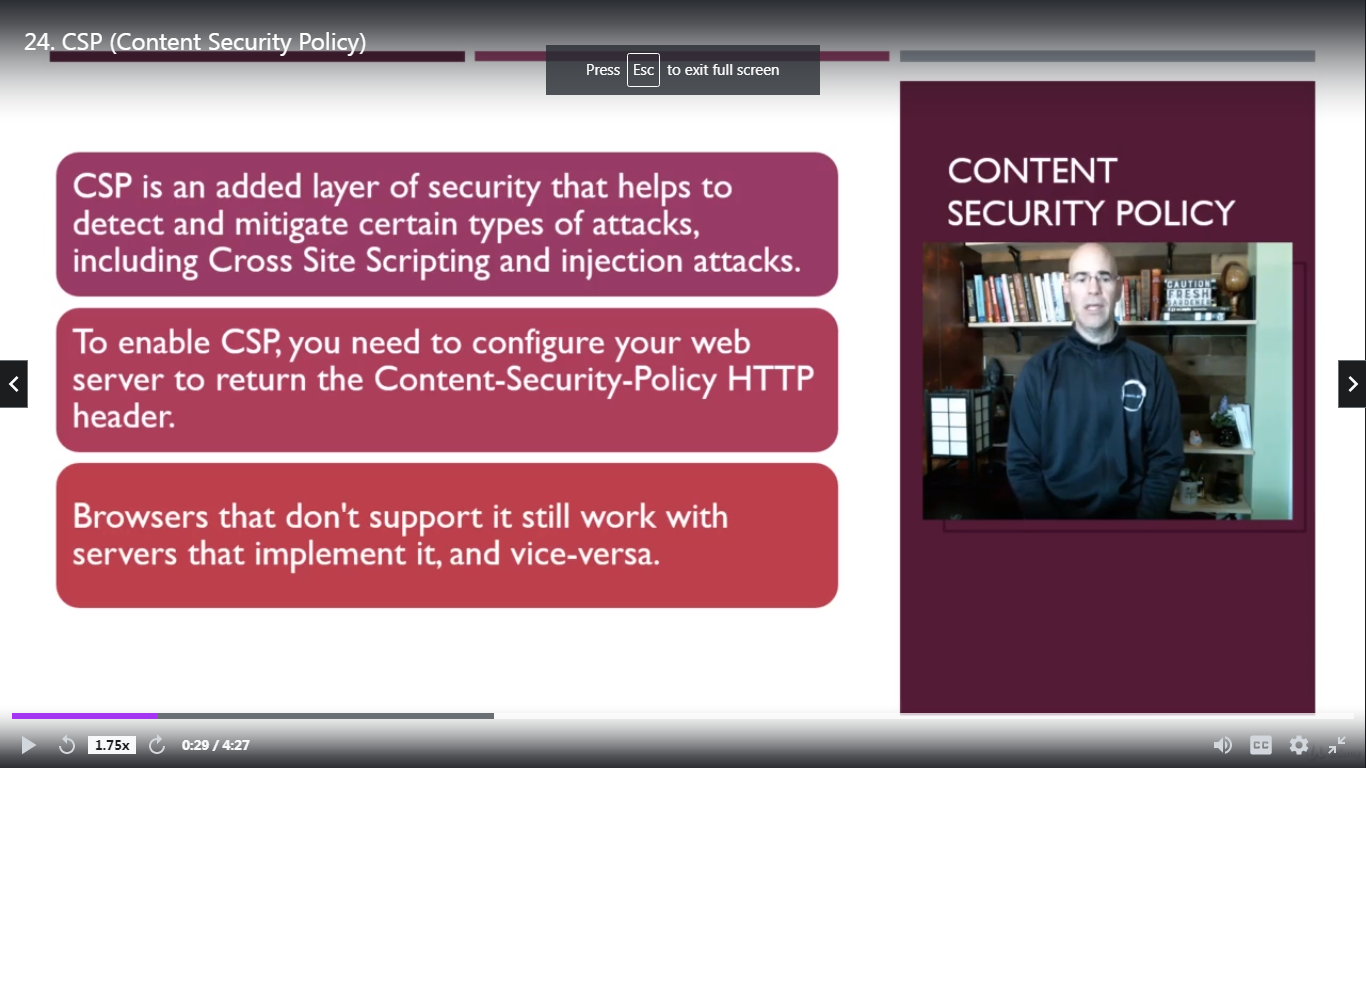 24. CSP (Content Security Policy)
Press Esc to exit full screen
CSP is an added layer of security that helps to
detect and mitigate certain types of attacks,
including Cross Site Scripting and injection attacks.
To enable CSP, you need to configure your web
server to return the Content-Security-Policy HTTP
header.
Browsers that don't support it still work with
servers that implement it, and vice-versa.
CONTENT
SECURITY POLICY
CAUTION
FRESH
1.75x
0:29 / 4:27
CC